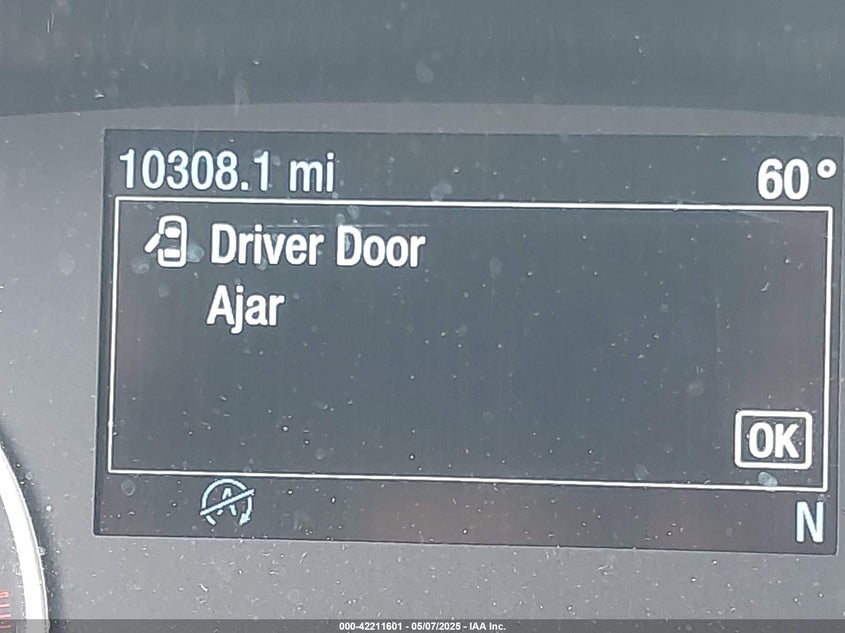 10308.1 mi 60°
Driver Door
Ajar
OK
A
N
000-42211601 - 05/07/2025 - IAA Inc.